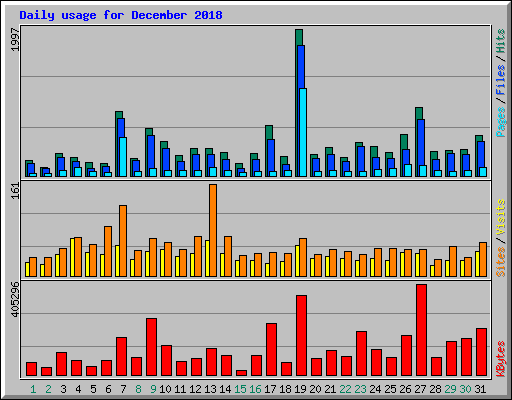 Daily usage for December 2018
1997
Pages / Files / Hits
161
Sites / Visits
405296
KBytes
1 2 3 4 5 6 7 8 9 10 11 12 13 14 15 16 17 18 19 20 21 22 23 24 25 26 27 28 29 30 31